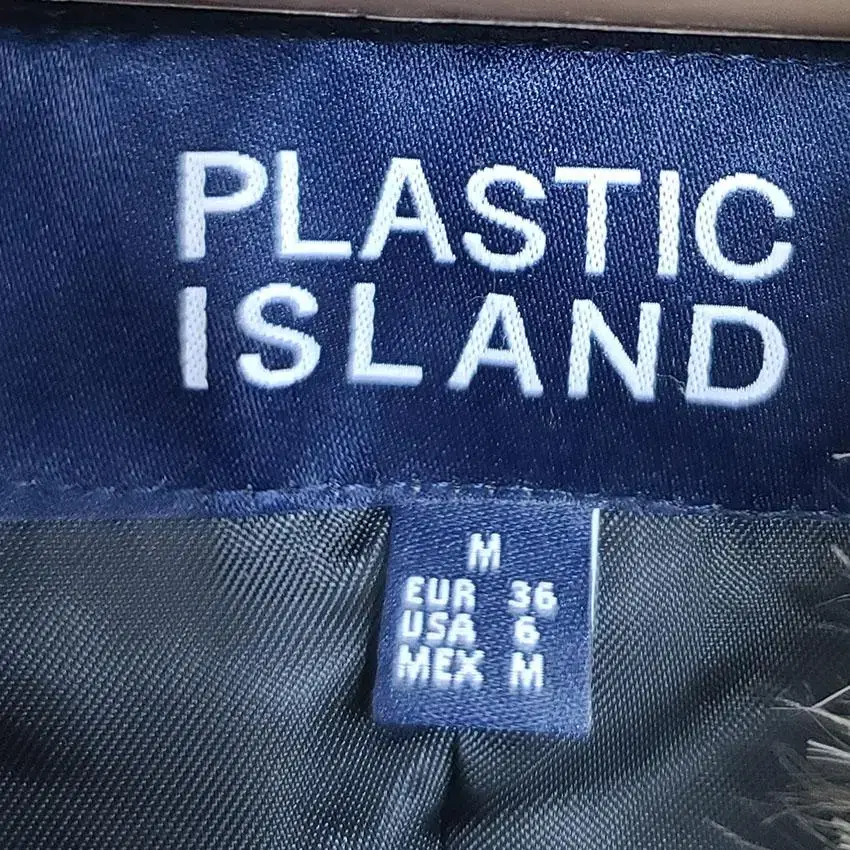 PLASTIC
ISLAND
M
EUR 36
USA 6
MEX M